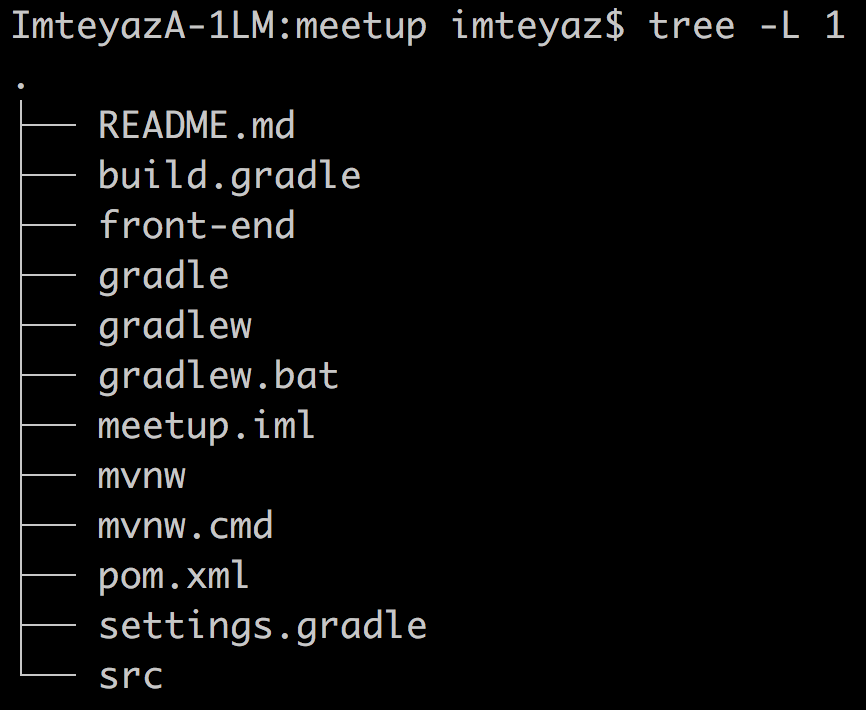 ImteyazA-1LM:meetup imteyaz$ tree -L 1
.
├── README.md
├── build.gradle
├── front-end
├── gradle
├── gradlew
├── gradlew.bat
├── meetup.iml
├── mvnw
├── mvnw.cmd
├── pom.xml
├── settings.gradle
└── src